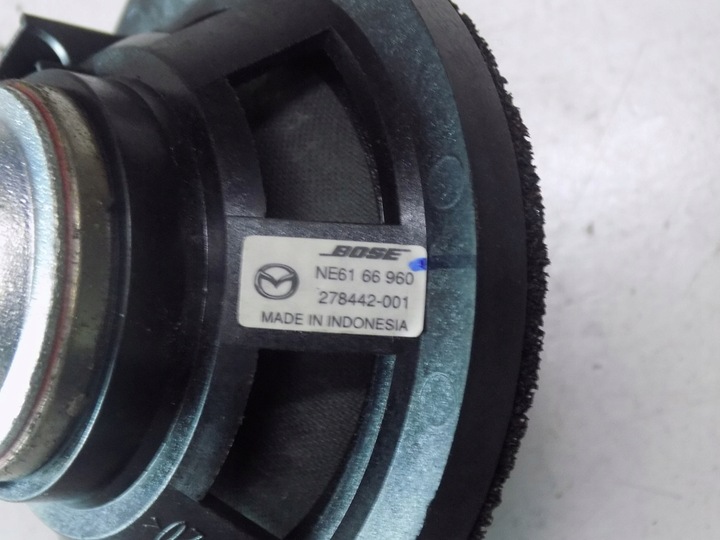 BOSE
NE61 66 960
278442-001
MADE IN INDONESIA